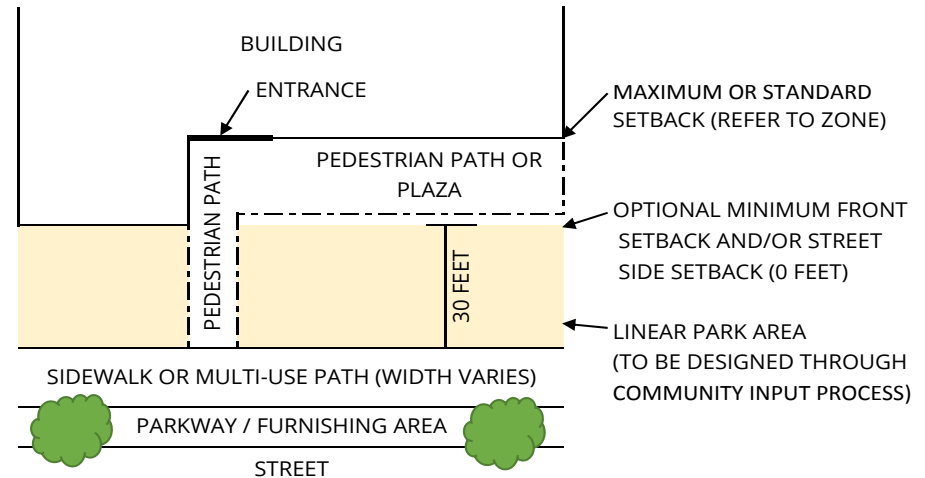 BUILDING
ENTRANCE
MAXIMUM OR STANDARD
SETBACK (REFER TO ZONE)
PEDESTRIAN PATH OR
PLAZA
PEDESTRIAN PATH
OPTIONAL MINIMUM FRONT
SETBACK AND/OR STREET
SIDE SETBACK (0 FEET)
30 FEET
LINEAR PARK AREA
(TO BE DESIGNED THROUGH
COMMUNITY INPUT PROCESS)
SIDEWALK OR MULTI-USE PATH (WIDTH VARIES)
PARKWAY / FURNISHING AREA
STREET